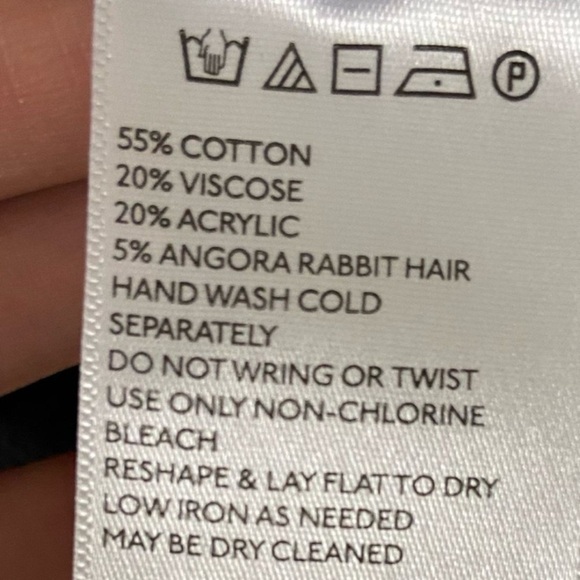 P
55% COTTON
20% VISCOSE
20% ACRYLIC
5% ANGORA RABBIT HAIR
HAND WASH COLD
SEPARATELY
DO NOT WRING OR TWIST
USE ONLY NON-CHLORINE
BLEACH
RESHAPE & LAY FLAT TO DRY
LOW IRON AS NEEDED
MAY BE DRY CLEANED